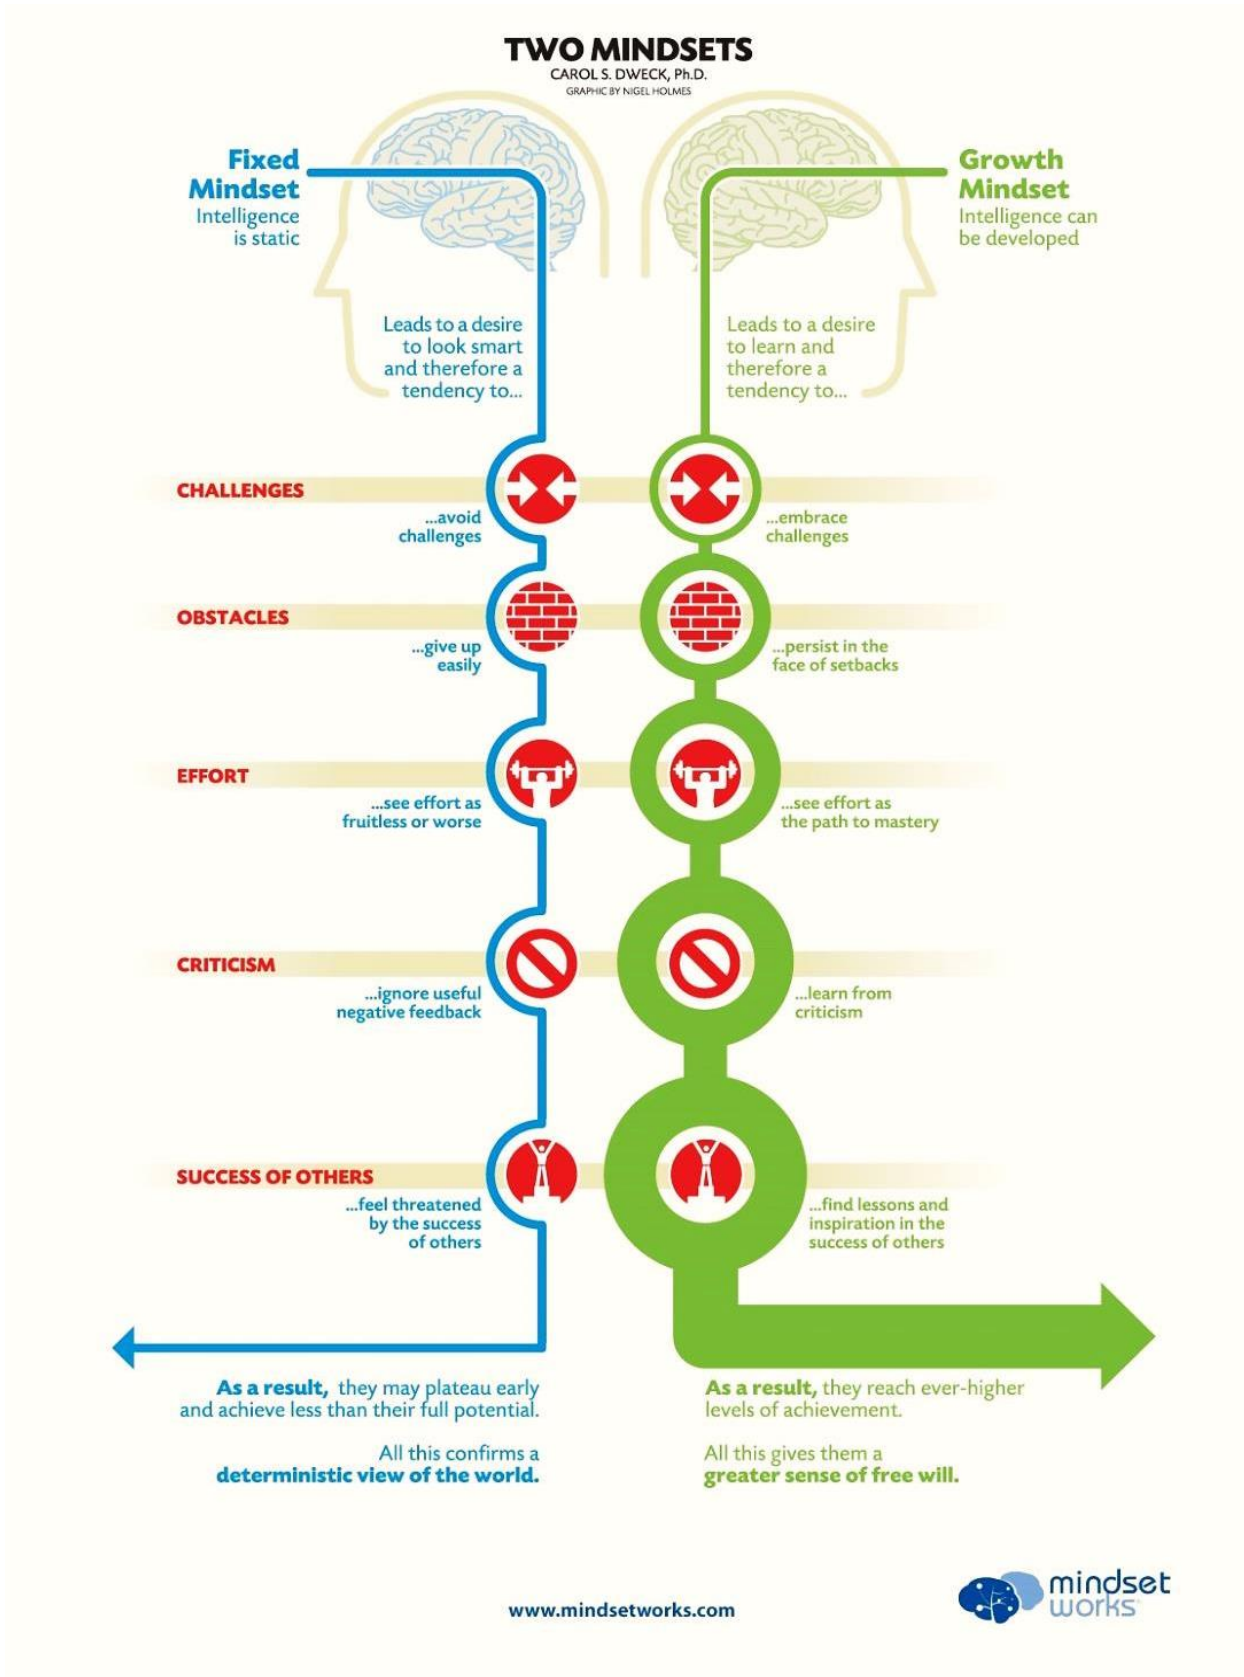 TWO MINDSETS
CAROL S. DWECK, Ph.D.
GRAPHIC BY NIGEL HOLMES
Fixed
Mindset
Intelligence
is static
Growth
Mindset
Intelligence can
be developed
Leads to a desire
to look smart
and therefore a
tendency to...
Leads to a desire
to learn and
therefore a
tendency to...
CHALLENGES
...avoid
challenges
...embrace
challenges
OBSTACLES
...give up
easily
...persist in the
face of setbacks
EFFORT
...see effort as
fruitless or worse
...see effort as
the path to mastery
CRITICISM
...ignore useful
negative feedback
...learn from
criticism
SUCCESS OF OTHERS
...feel threatened
by the success
of others
...find lessons and
inspiration in the
success of others
As a result, they may plateau early
and achieve less than their full potential.
All this confirms a
deterministic view of the world.
As a result, they reach ever-higher
levels of achievement.
All this gives them a
greater sense of free will.
www.mindsetworks.com
mindset
works